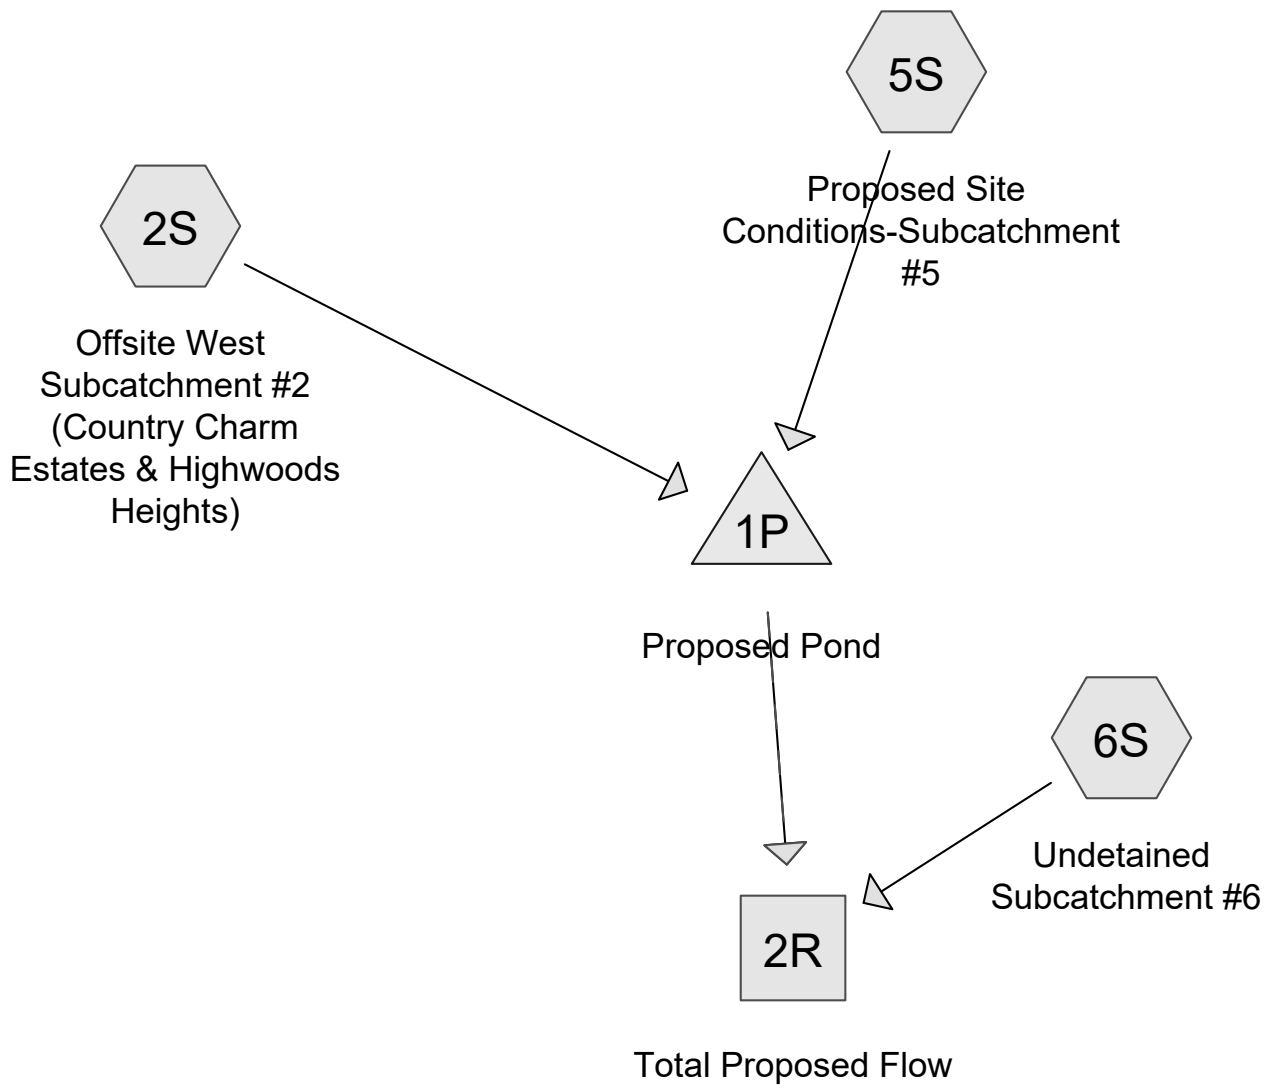 5S
Proposed Site
Conditions-Subcatchment
#5
2S
Offsite West
Subcatchment #2
(Country Charm
Estates & Highwoods
Heights)
1P
Proposed Pond
6S
Undetained
Subcatchment #6
2R
Total Proposed Flow